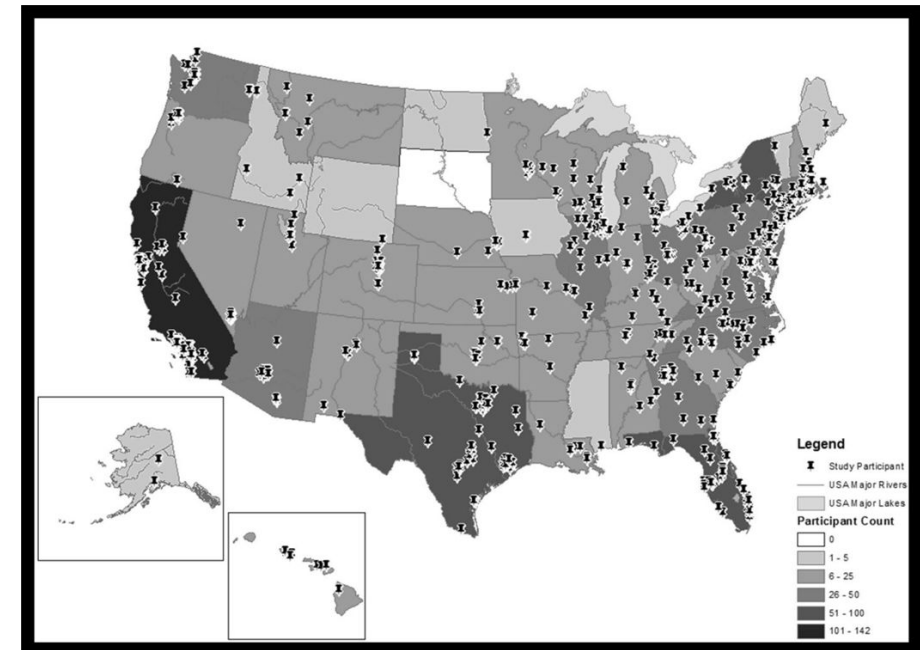 Legend
Study Participant
USA Major Rivers
USA Major Lakes
Participant Count
0
1 - 5
6 - 25
26 - 50
51 - 100
101 - 142